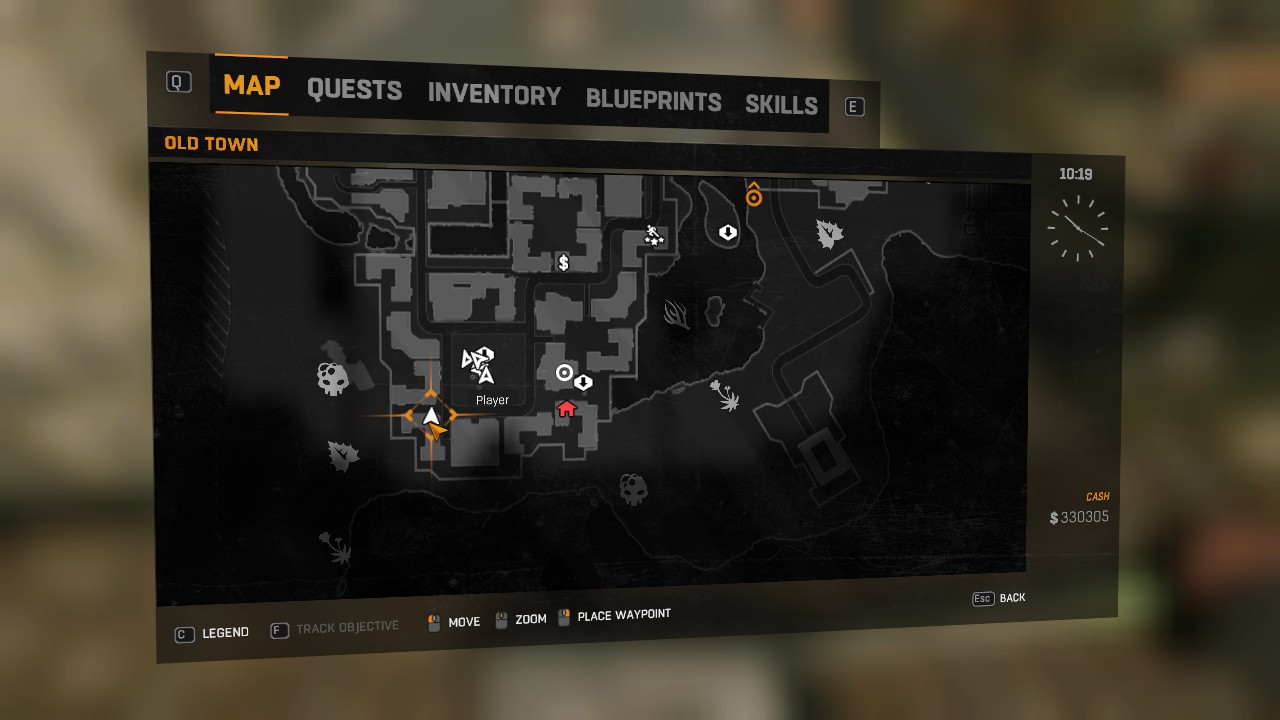 Q MAP QUESTS INVENTORY BLUEPRINTS SKILLS E
OLD TOWN
10:19
$
Player
CASH
$330305
C LEGEND F TRACK OBJECTIVE MOVE ZOOM PLACE WAYPOINT Esc BACK